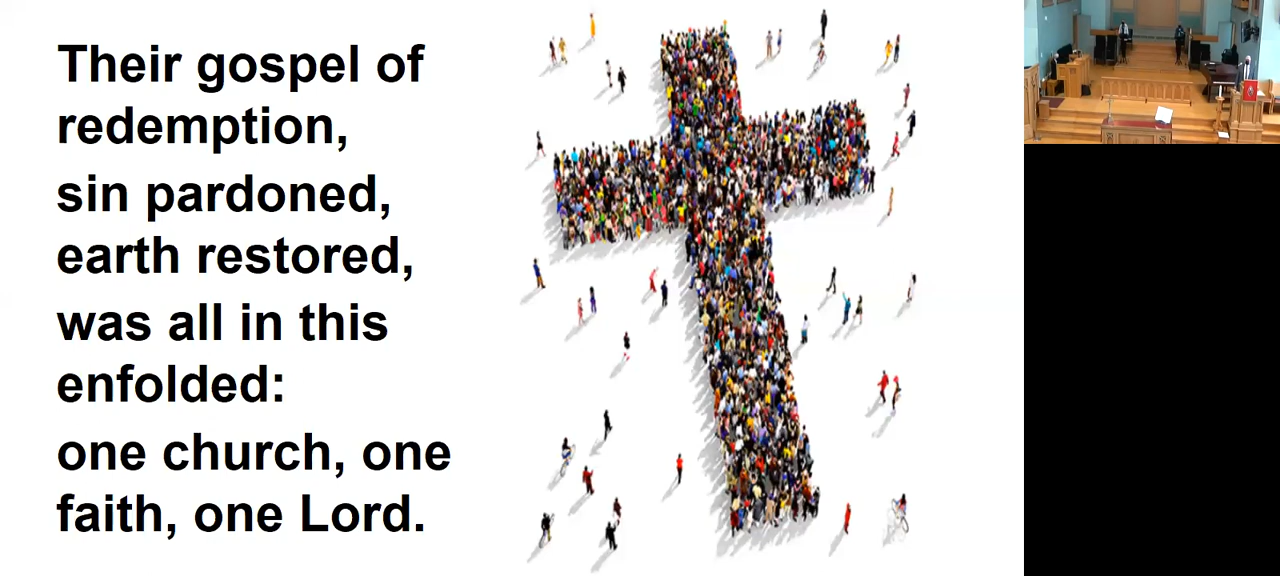 Their gospel of
redemption,
sin pardoned,
earth restored,
was all in this
enfolded:
one church, one
faith, one Lord.